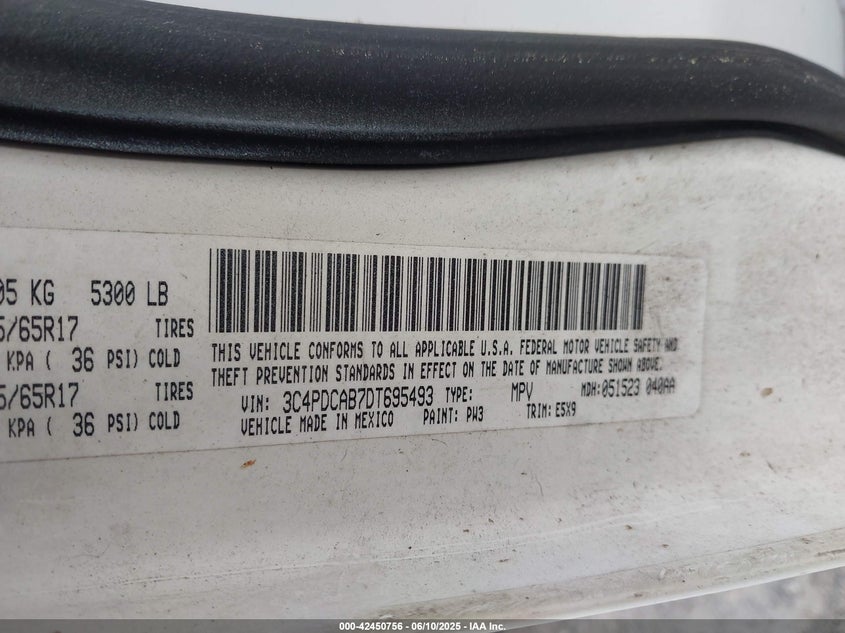 05 KG 5300 LB
5/65R17 TIRES
KPA ( 36 PSI) COLD
5/65R17 TIRES
KPA ( 36 PSI) COLD
THIS VEHICLE CONFORMS TO ALL APPLICABLE U.S.A. FEDERAL MOTOR VEHICLE SAFETY AND
THEFT PREVENTION STANDARDS IN EFFECT ON THE DATE OF MANUFACTURE SHOWN ABOVE.
VIN: 3C4PDCAB7DT695493 TYPE: MPV MDH: 051523 040AA
VEHICLE MADE IN MEXICO PAINT: PW3 TRIM: E5X9
000-42450756 - 06/10/2025 - IAA Inc.